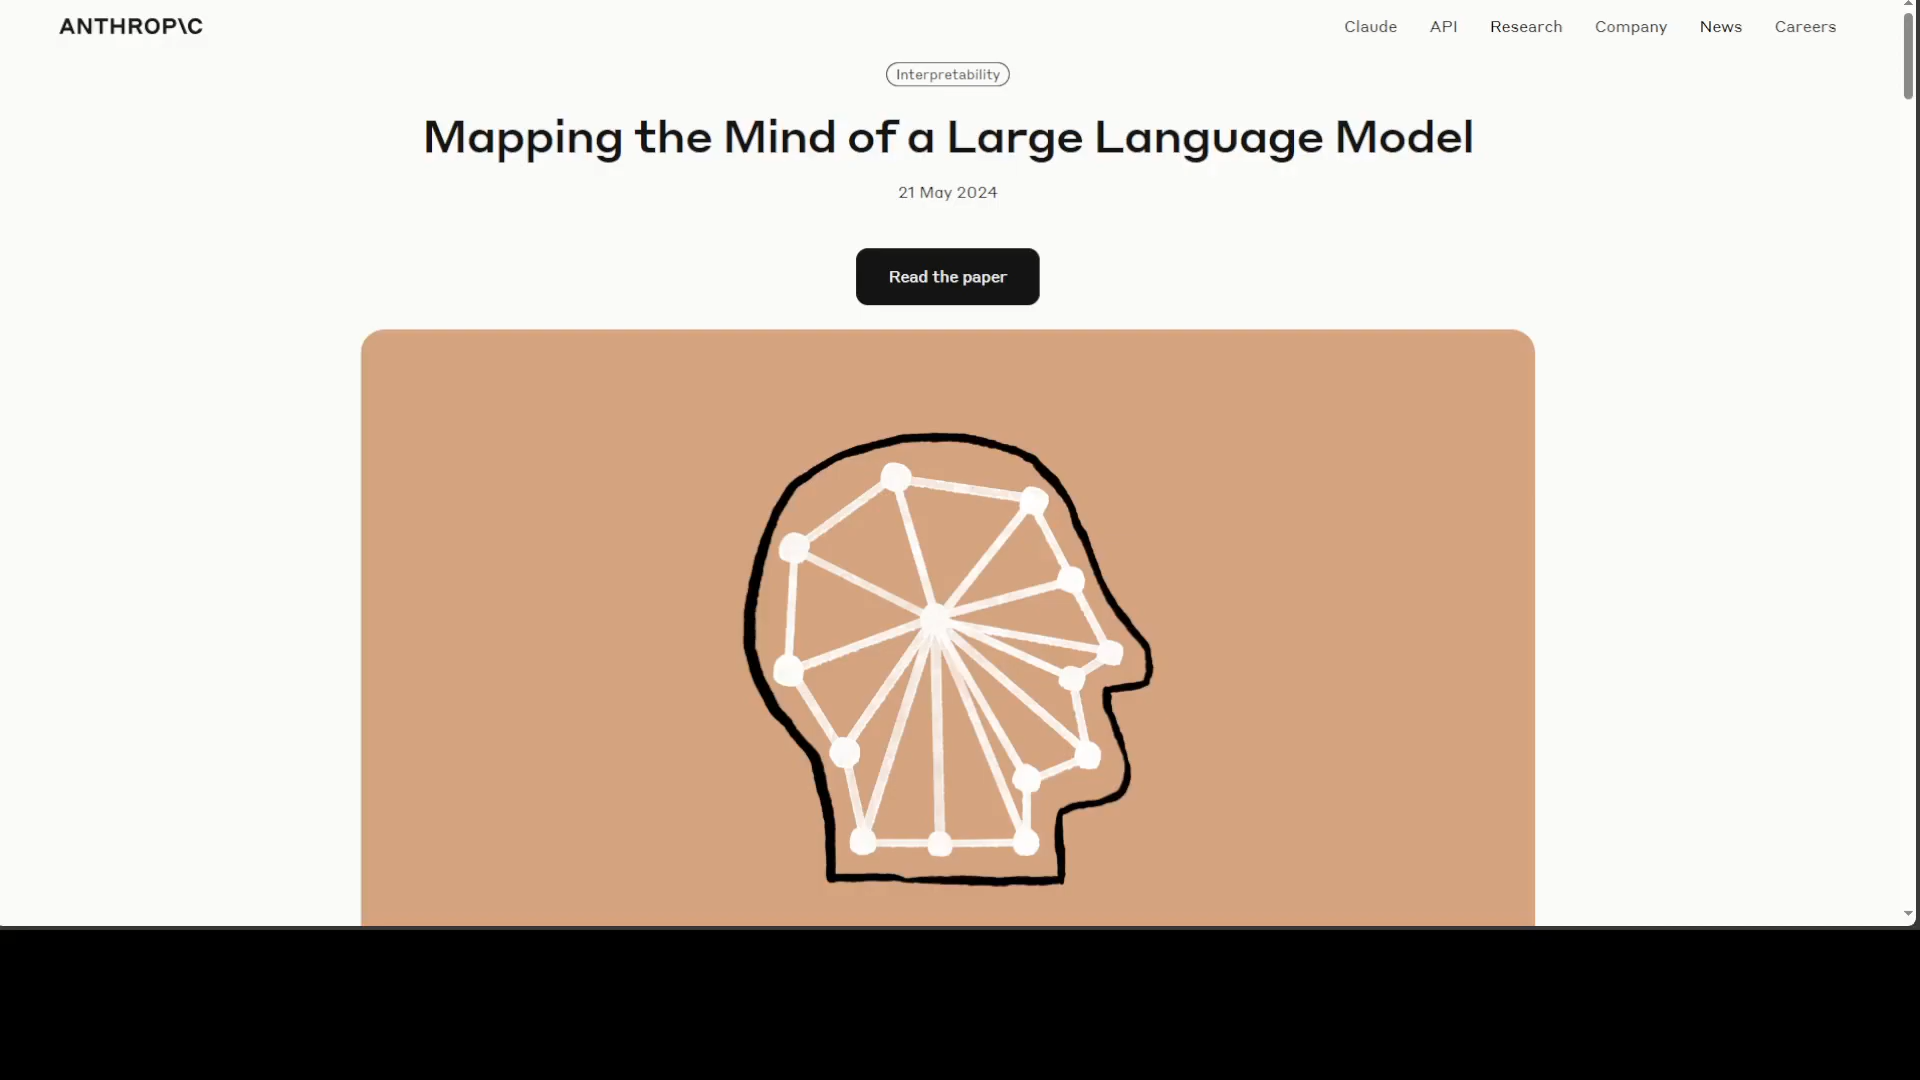 ANTHROP\C
Claude API Research Company News Careers
Interpretability
Mapping the Mind of a Large Language Model
21 May 2024
Read the paper